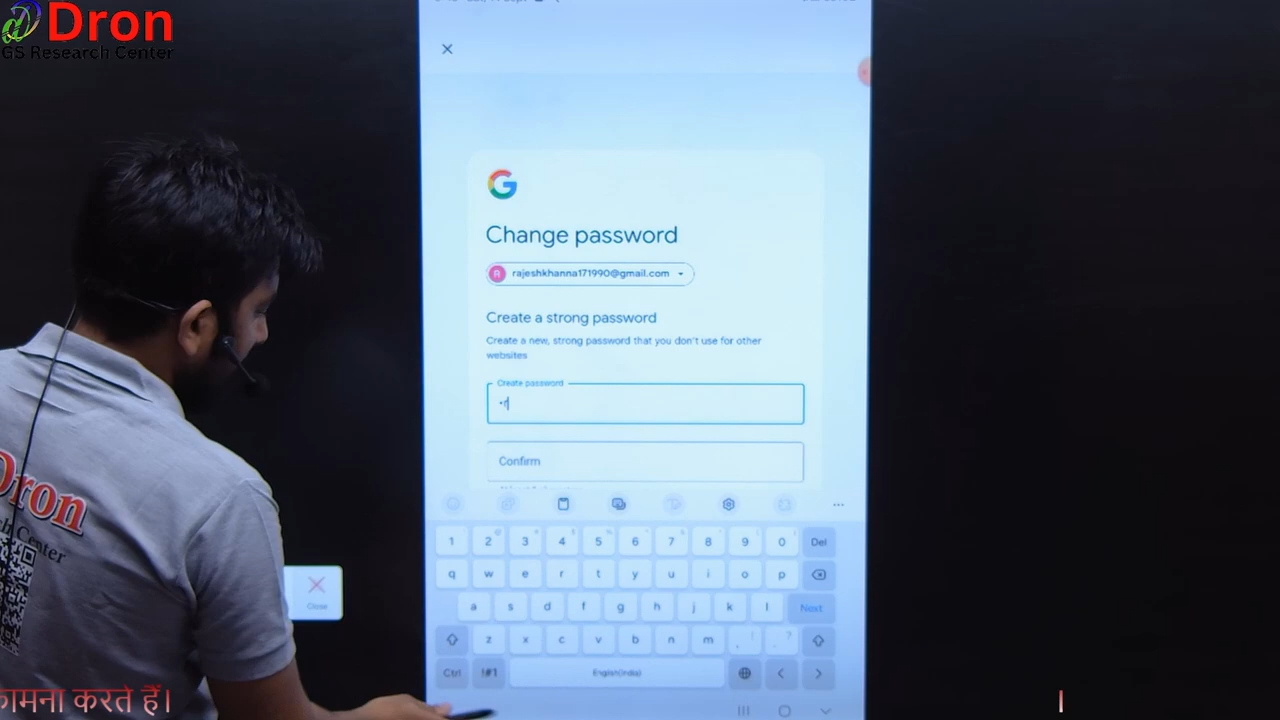 Dron
GS Research Center
Change password
R rajeshkhanna171990@gmail.com
Create a strong password
Create a new, strong password that you don't use for other
websites
Create password
•r
Confirm
1 2 3 4 5 6 7 8 9 0 Del
q w e r t y u i o p
a s d f g h j k l Next
z x c v b n m , ?
Ctrl !#1 English(India)
Close
Dron
Center
कामना करते हैं।